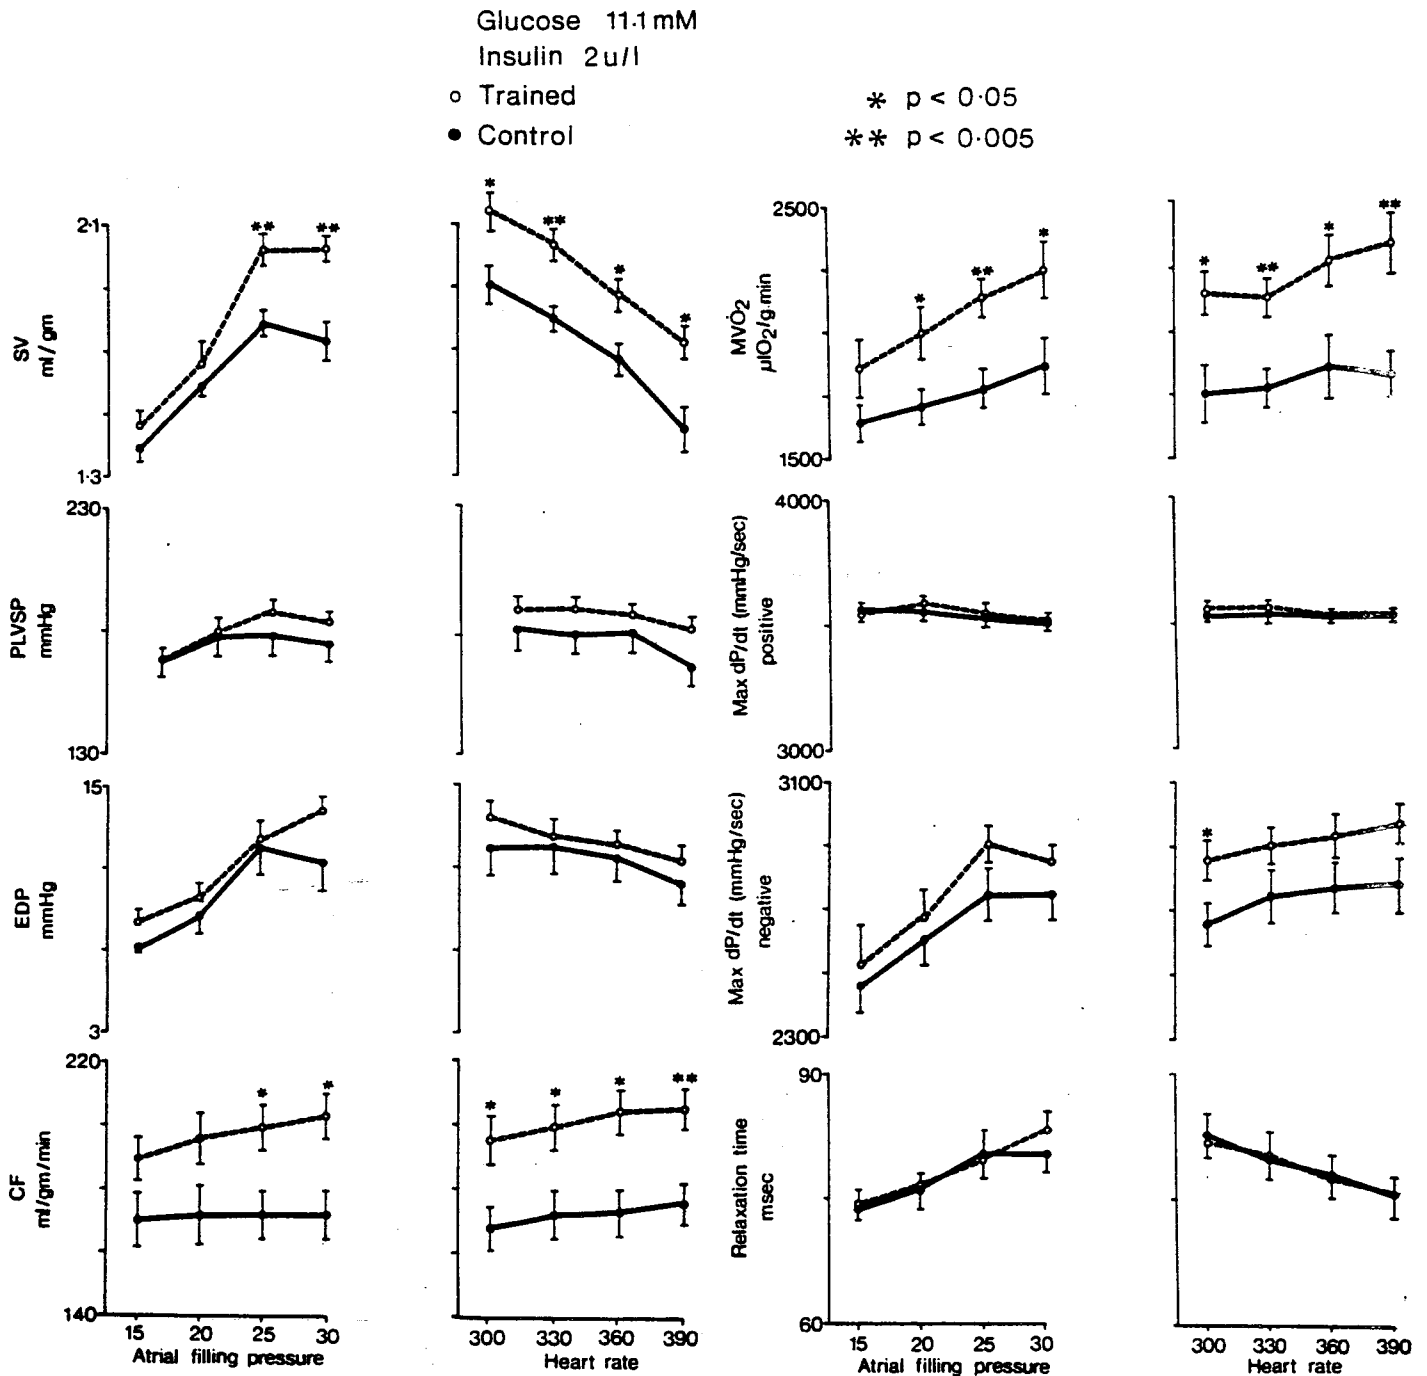 Glucose 11·1 mM
Insulin 2 u/l
○ Trained
● Control
* p < 0·05
** p < 0·005
SV
ml/gm
2·1
1·3
** **
* ** * *
MVO̊2
µlO2/g.min
2500
1500
* ** *
* ** * **
PLVSP
mmHg
230
130
Max dP/dt (mmHg/sec)
positive
4000
3000
EDP
mmHg
15
3
Max dP/dt (mmHg/sec)
negative
3100
2300
*
CF
ml/gm/min
220
140
* *
* * * **
Relaxation time
msec
90
60
15 20 25 30
Atrial filling pressure
300 330 360 390
Heart rate
15 20 25 30
Atrial filling pressure
300 330 360 390
Heart rate